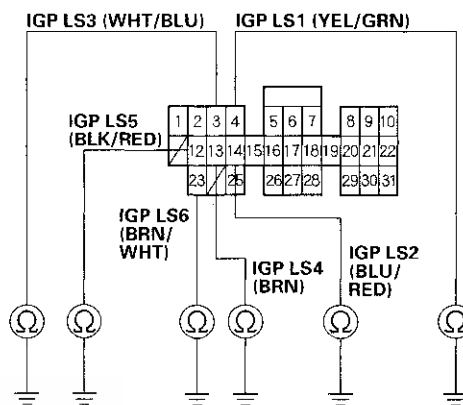 IGP LS3 (WHT/BLU) IGP LS1 (YEL/GRN)
IGP LS5
(BLK/RED)
1 2 3 4 5 6 7 8 9 10
12 13 14 15 16 17 18 19 20 21 22
23 25 26 27 28 29 30 31
IGP LS6
(BRN/
WHT)
IGP LS4
(BRN)
IGP LS2
(BLU/
RED)
Ω Ω Ω Ω Ω Ω